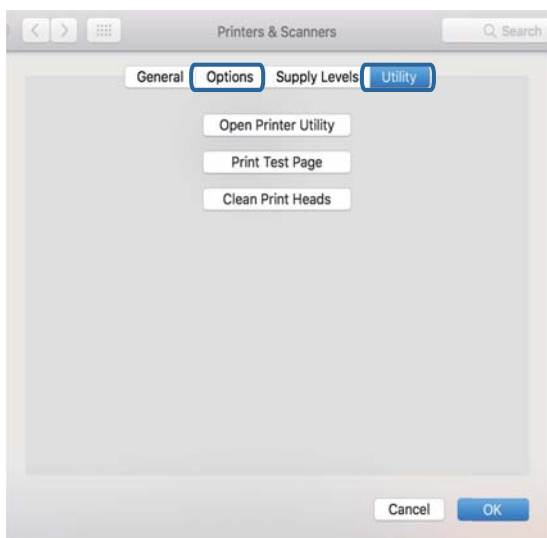 Printers & Scanners
Search
General Options Supply Levels Utility
Open Printer Utility
Print Test Page
Clean Print Heads
Cancel OK